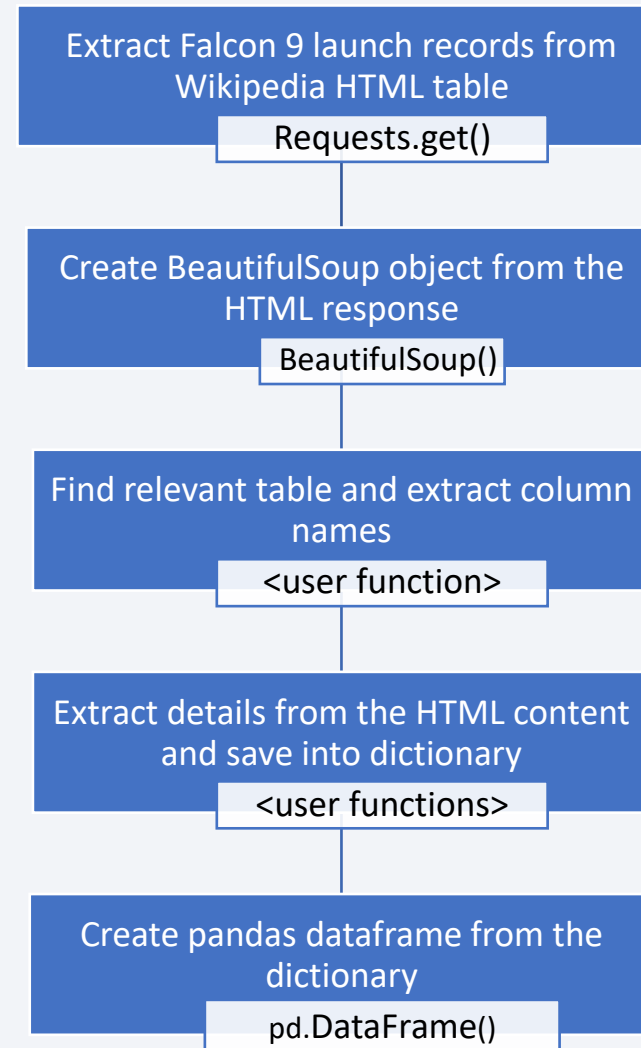 Extract Falcon 9 launch records from
Wikipedia HTML table
Requests.get()
Create BeautifulSoup object from the
HTML response
BeautifulSoup()
Find relevant table and extract column
names
<user function>
Extract details from the HTML content
and save into dictionary
<user functions>
Create pandas dataframe from the
dictionary
pd.DataFrame()